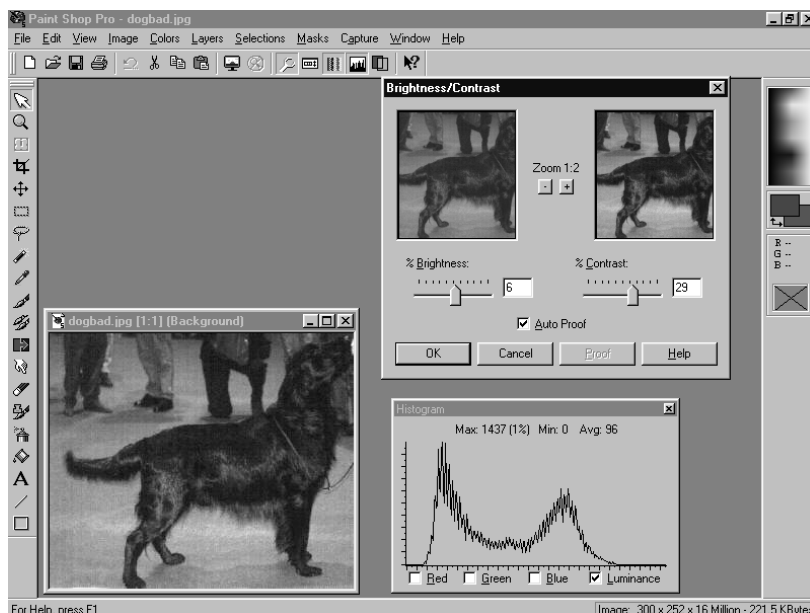 Paint Shop Pro - dogbad.jpg
File Edit View Image Colors Layers Selections Masks Capture Window Help
Brightness/Contrast
Zoom 1:2
- +
% Brightness: % Contrast:
6 29
Auto Proof
OK Cancel Proof Help
R --
G --
B --
dogbad.jpg [1:1] (Background)
Histogram
Max: 1437 (1%) Min: 0 Avg: 96
Red Green Blue Luminance
A
For Help, press F1 Image: 300 x 252 x 16 Million - 221.5 KBytes